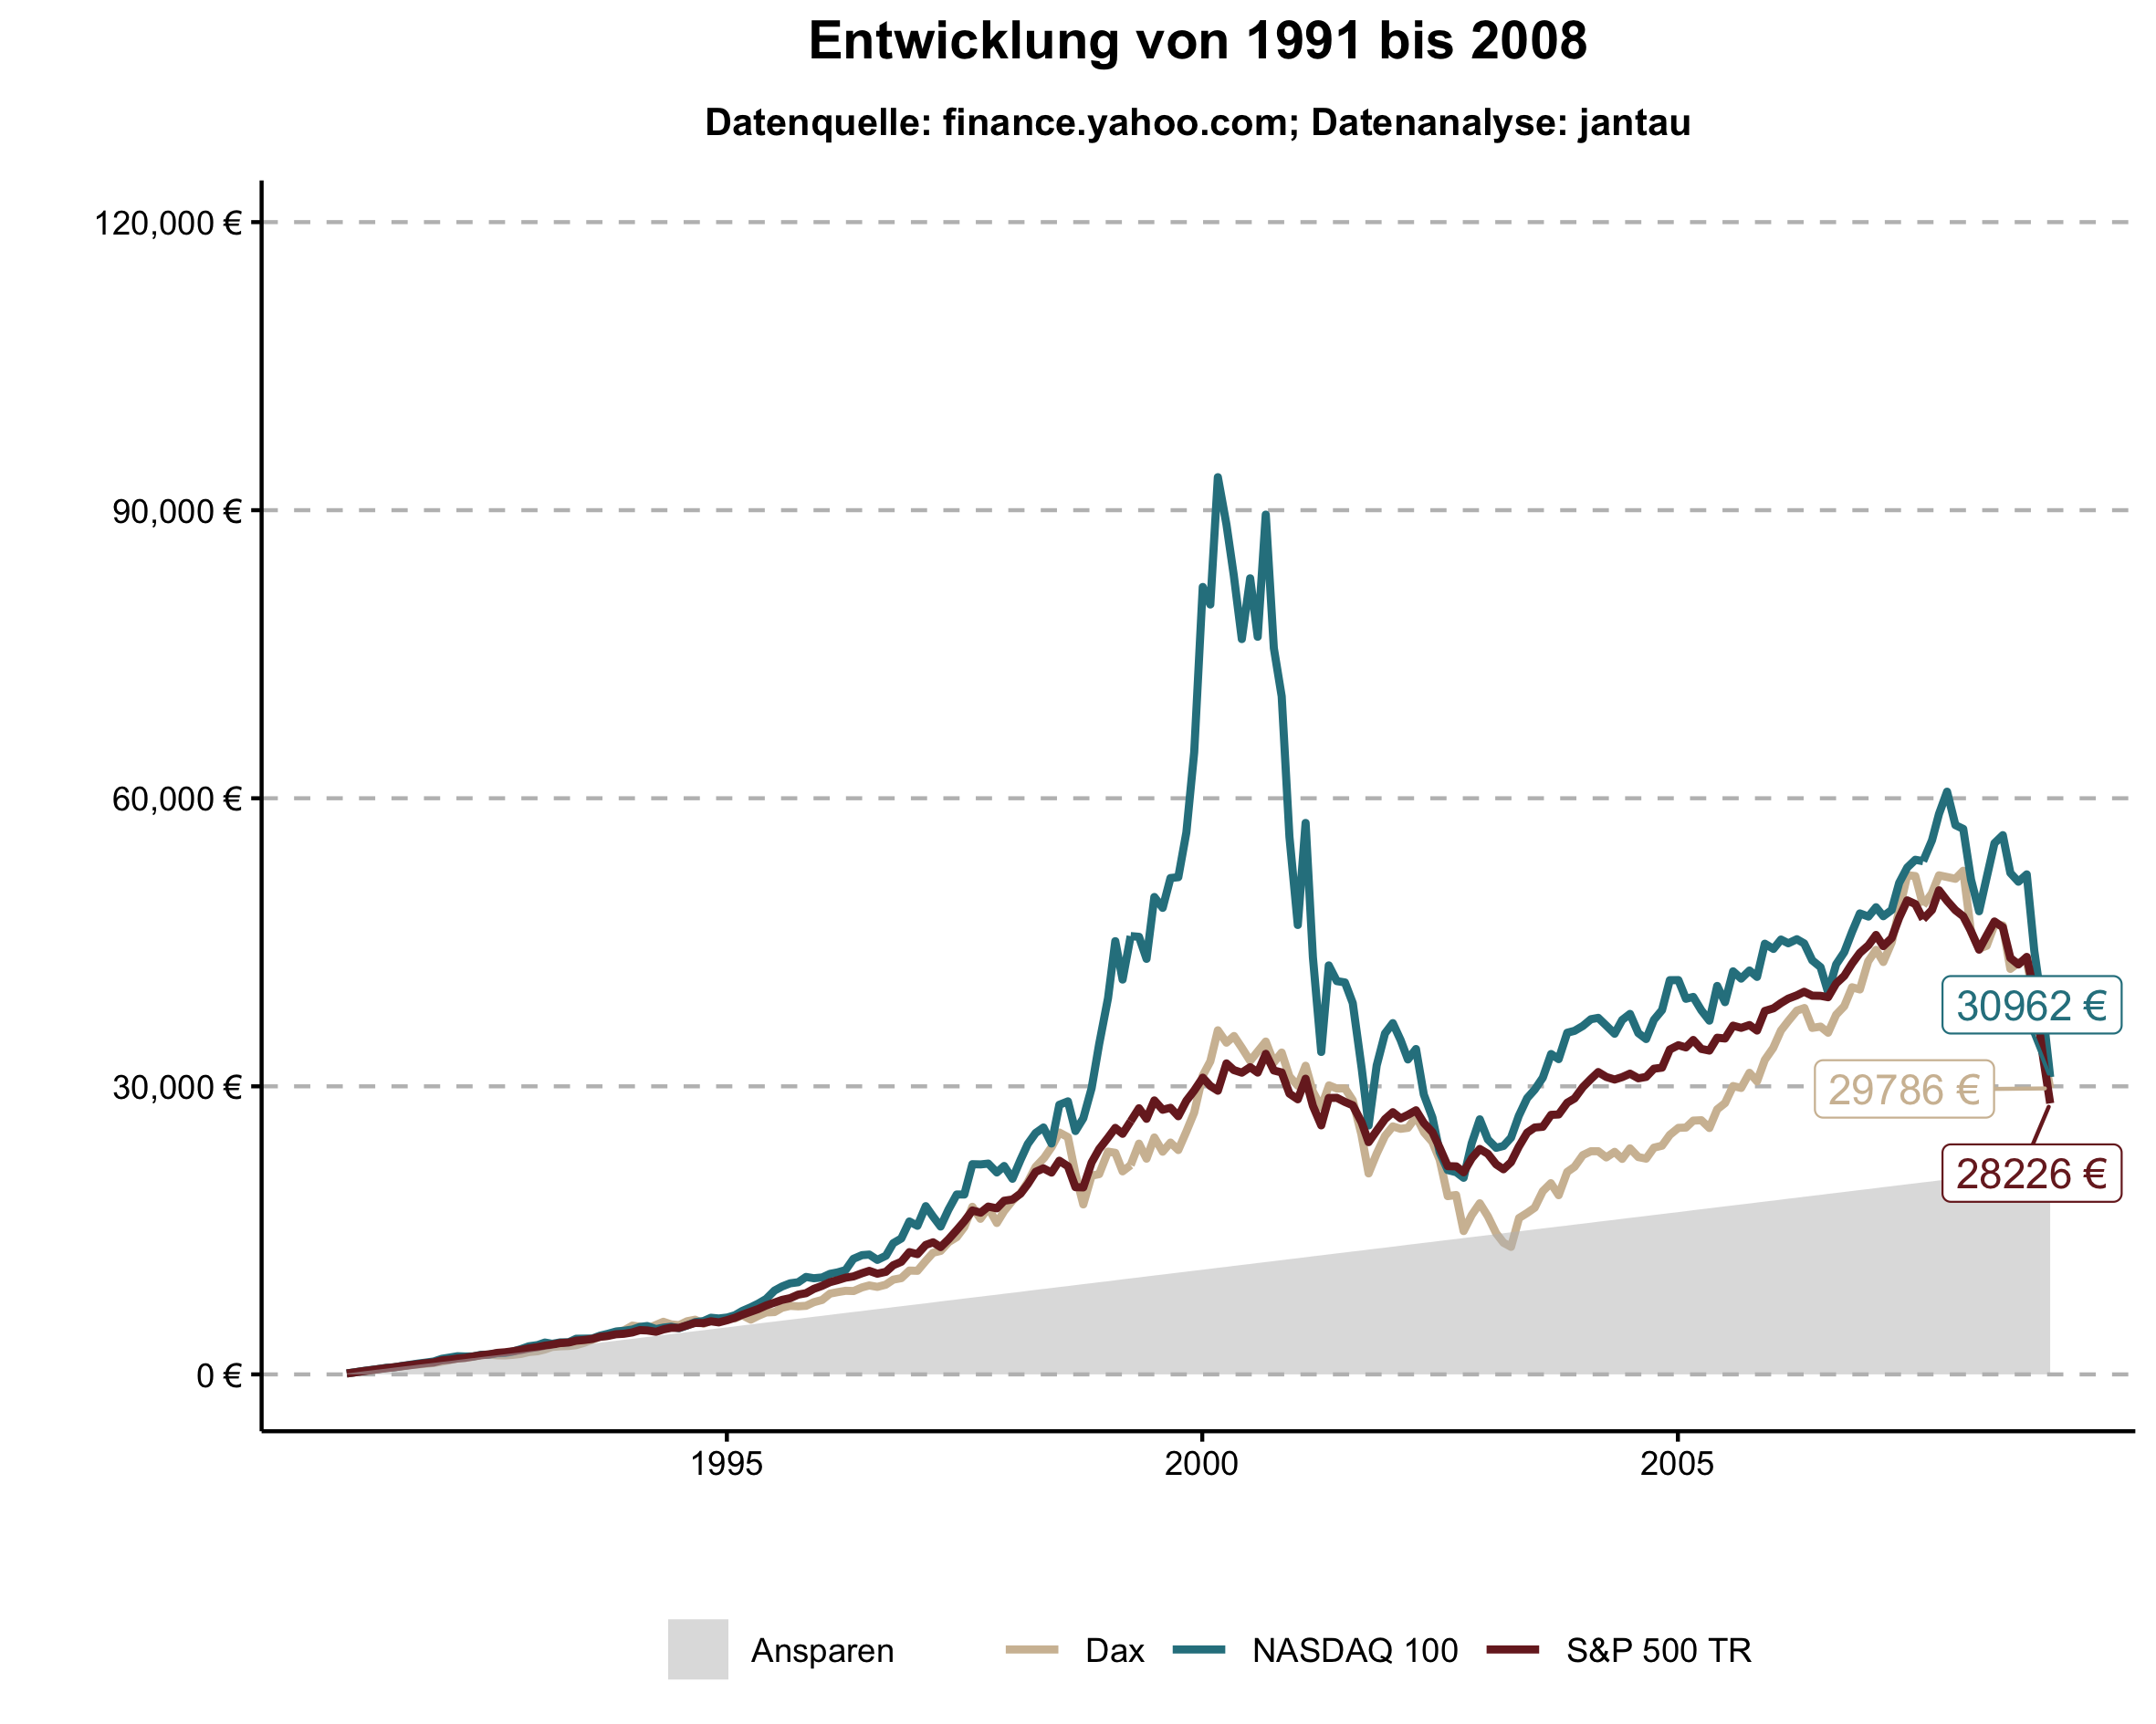 Entwicklung von 1991 bis 2008
Datenquelle: finance.yahoo.com; Datenanalyse: jantau
120,000 €
90,000 €
60,000 €
30,000 €
0 €
30962 €
29786 €
28226 €
1995 2000 2005
Ansparen Dax NASDAQ 100 S&P 500 TR